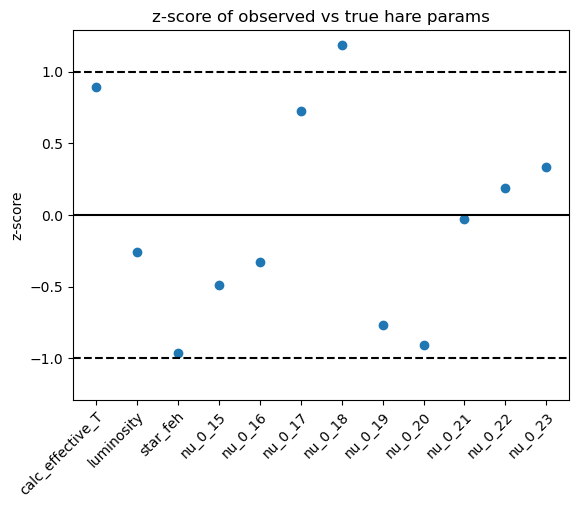 z-score of observed vs true hare params
z-score
1.0
0.5
0.0
−0.5
−1.0
calc_effective_T
luminosity
star_feh
nu_0_15
nu_0_16
nu_0_17
nu_0_18
nu_0_19
nu_0_20
nu_0_21
nu_0_22
nu_0_23